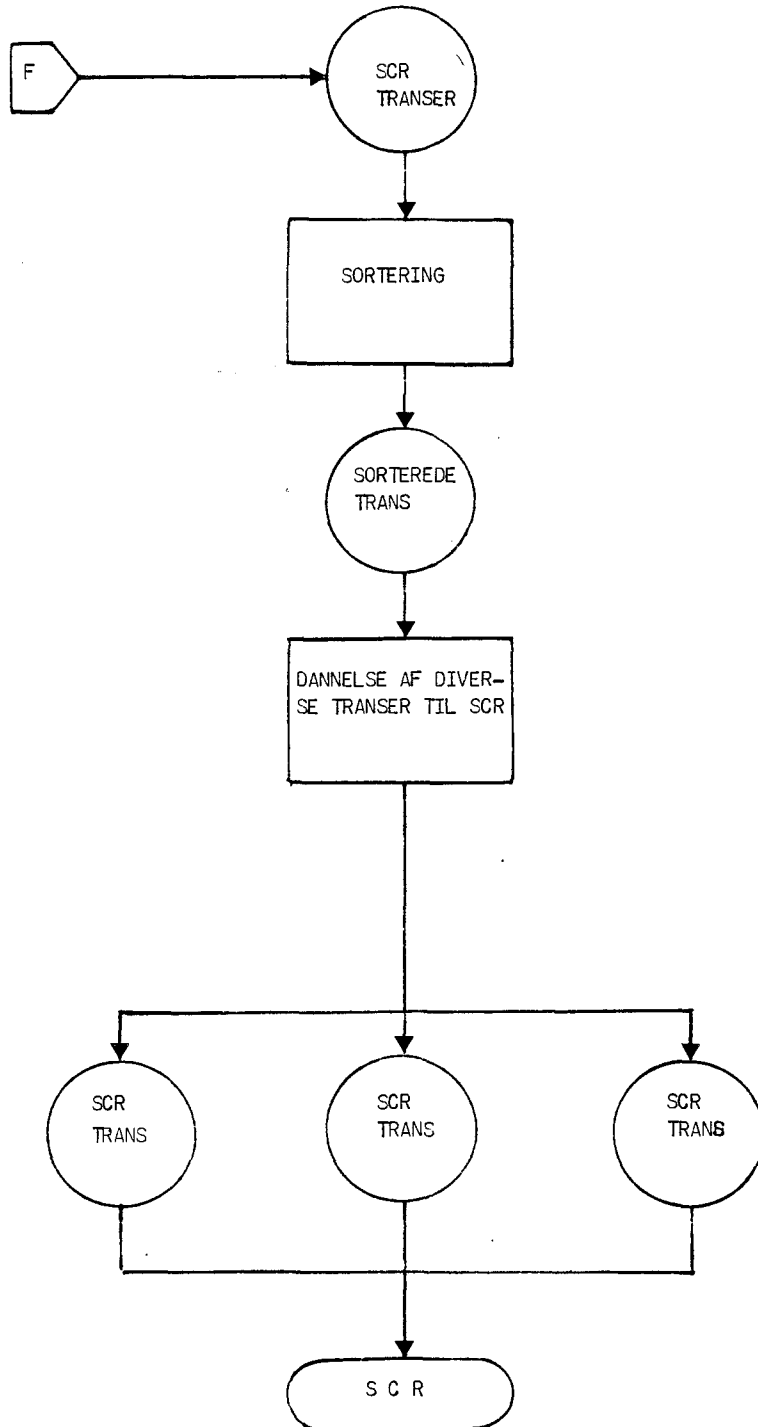 F
SCR
TRANSER
SORTERING
SORTEREDE
TRANS
DANNELSE AF DIVER-
SE TRANSER TIL SCR
SCR
TRANS
SCR
TRANS
SCR
TRANS
S C R